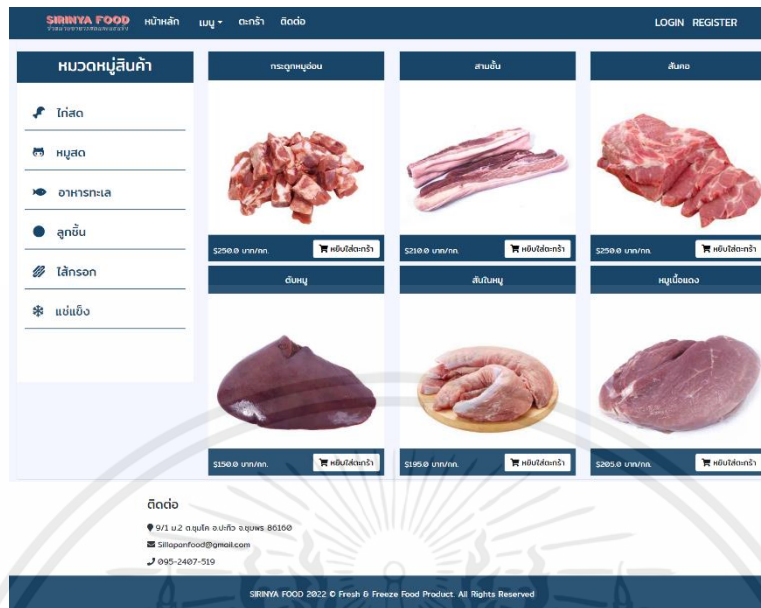 SIRINYA FOOD
หน้าหลัก เมนู ตะกร้า ติดต่อ
LOGIN REGISTER
หมวดหมู่สินค้า
ไก่สด
หมูสด
อาหารทะเล
ลูกชิ้น
ไส้กรอก
แช่แข็ง
กระดูกหมูอ่อน
สามชั้น
สันคอ
$250.0 บาท/กก. หยิบใส่ตะกร้า
$210.0 บาท/กก. หยิบใส่ตะกร้า
$250.0 บาท/กก. หยิบใส่ตะกร้า
ตับหมู
สันในหมู
หมูเนื้อแดง
$150.0 บาท/กก. หยิบใส่ตะกร้า
$195.0 บาท/กก. หยิบใส่ตะกร้า
$205.0 บาท/กก. หยิบใส่ตะกร้า
ติดต่อ
9/1 ม.2 ต.ชุมโค อ.ปะทิว จ.ชุมพร 86160
Sillaponfood@gmail.com
095-2407-519
SIRINYA FOOD 2022 © Fresh & Freeze Food Product. All Rights Reserved